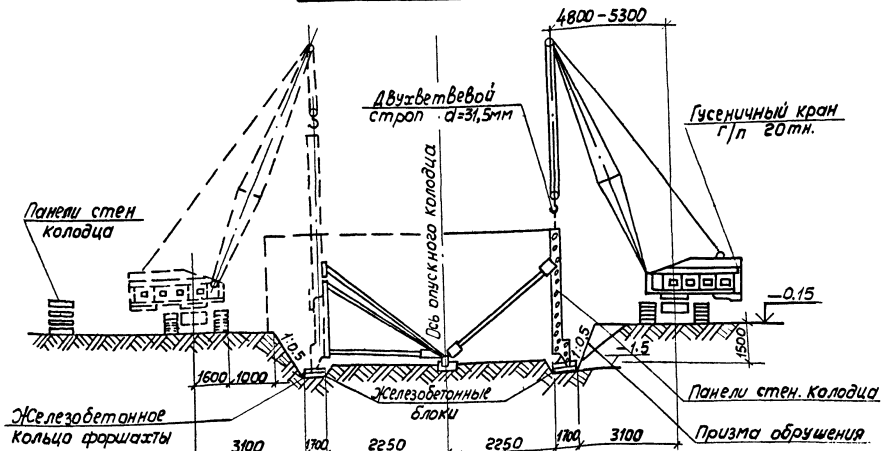 4800-5300
Двухветвевой
строп d=31,5мм
Гусеничный кран
г/п 20тн.
Ось опускного колодца
Панели стен
колодца
-0.15
1:0,5
1:0,5
-1.5
1500
1600
1000
Железобетонные
блоки
Панели стен. колодца
Железобетонное
кольцо форшахты
Призма обрушения
3100
1700
2250
2250
1700
3100